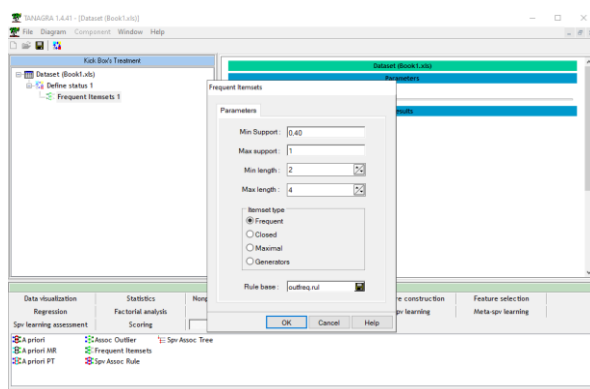 TANAGRA 1.4.41 - [Dataset (Book1.xls)]
File Diagram Component Window Help
Kick Box's Treatment
Dataset (Book1.xls)
Define status 1
Frequent Itemsets 1
Dataset (Book1.xls)
Parameters
Frequent Itemsets
Parameters
Min Support : 0,40
Max support : 1
Min length : 2
Max length : 4
Itemset type
Frequent
Closed
Maximal
Generators
Rule base : outfreq.rul
OK Cancel Help
Data visualization Statistics construction Feature selection
Regression Factorial analysis learning Meta-spv learning
Spv learning assessment Scoring
A priori Assoc Outlier Spv Assoc Tree
A priori MR Frequent Itemsets
A priori PT Spv Assoc Rule